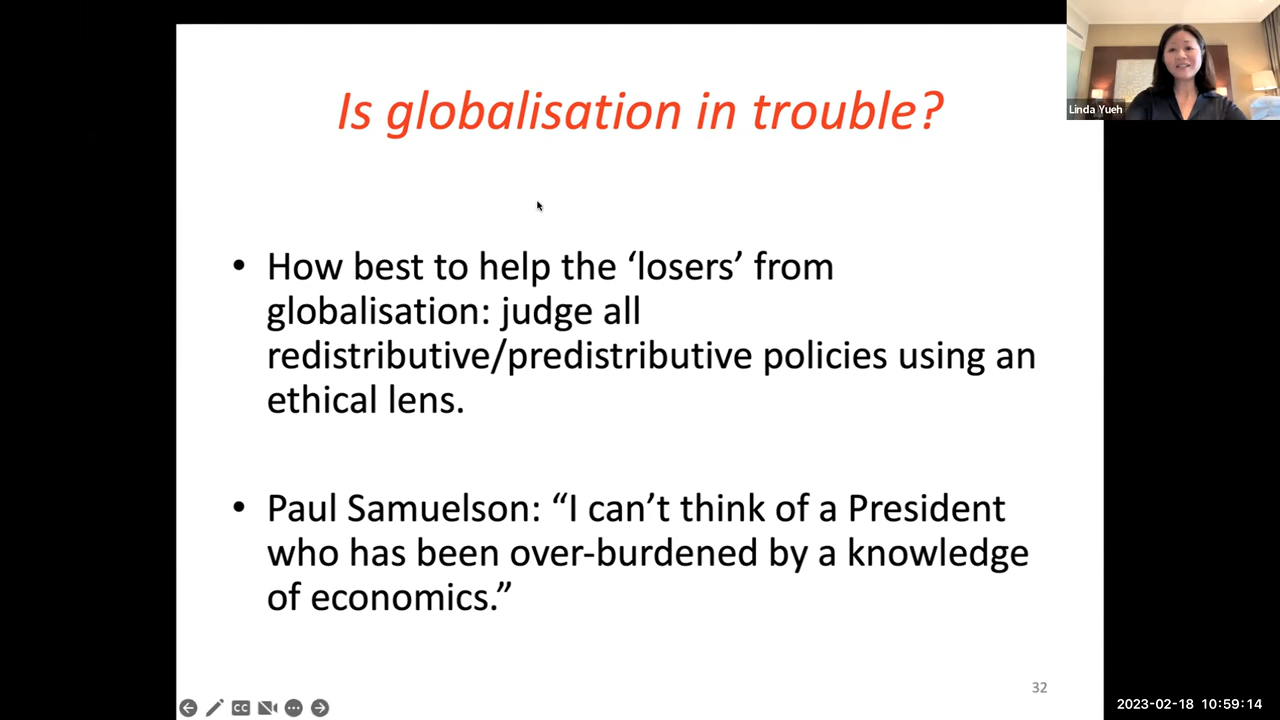 Is globalisation in trouble?
Linda Yueh
• How best to help the ‘losers’ from
globalisation: judge all
redistributive/predistributive policies using an
ethical lens.
• Paul Samuelson: “I can’t think of a President
who has been over-burdened by a knowledge
of economics.”
32
CC
2023-02-18 10:59:14